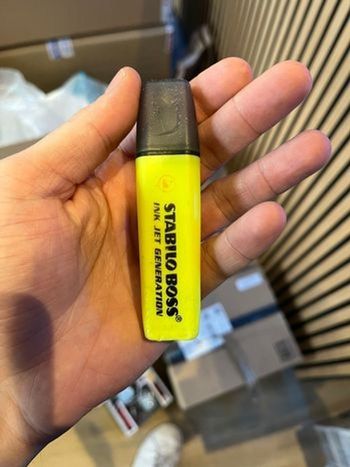 STABILO BOSS®
INK JET GENERATION